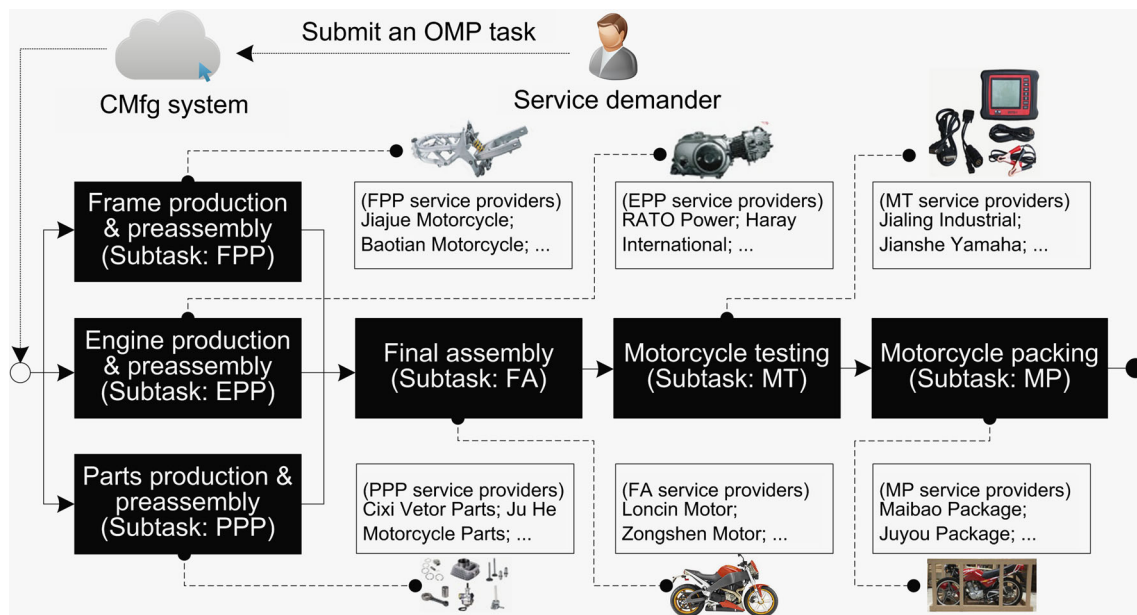 Submit an OMP task
CMfg system
Service demander
Frame production
& preassembly
(Subtask: FPP)
(FPP service providers)
Jiajue Motorcycle;
Baotian Motorcycle; ...
(EPP service providers)
RATO Power; Haray
International; ...
(MT service providers)
Jialing Industrial;
Jianshe Yamaha; ...
Engine production
& preassembly
(Subtask: EPP)
Final assembly
(Subtask: FA)
Motorcycle testing
(Subtask: MT)
Motorcycle packing
(Subtask: MP)
Parts production &
preassembly
(Subtask: PPP)
(PPP service providers)
Cixi Vetor Parts; Ju He
Motorcycle Parts; ...
(FA service providers)
Loncin Motor;
Zongshen Motor; ...
(MP service providers)
Maibao Package;
Juyou Package; ...